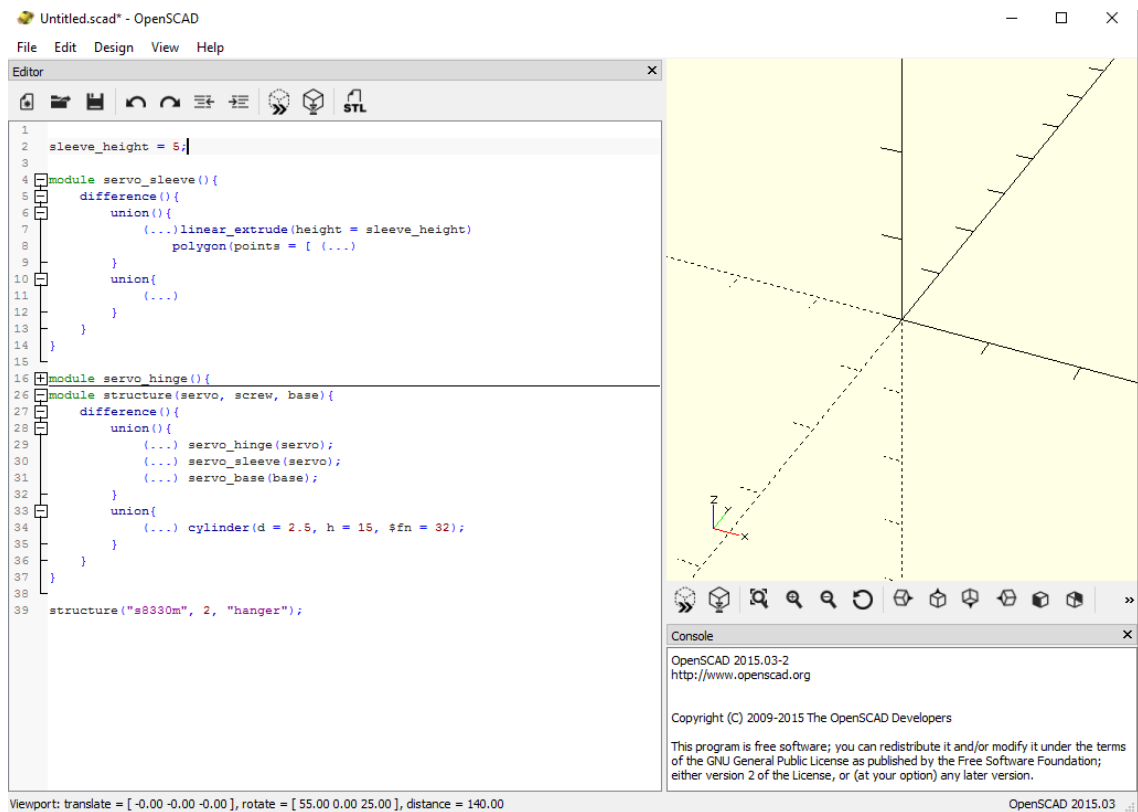 Untitled.scad* - OpenSCAD
File Edit Design View Help
Editor
STL
1
2 sleeve_height = 5;
3
4 module servo_sleeve(){
5 difference(){
6 union(){
7 (...)linear_extrude(height = sleeve_height)
8 polygon(points = [ (...)
9 }
10 union{
11 (...)
12 }
13 }
14 }
15
16 module servo_hinge(){
26 module structure(servo, screw, base){
27 difference(){
28 union(){
29 (...) servo_hinge(servo);
30 (...) servo_sleeve(servo);
31 (...) servo_base(base);
32 }
33 union{
34 (...) cylinder(d = 2.5, h = 15, $fn = 32);
35 }
36 }
37 }
38
39 structure("s8330m", 2, "hanger");
Z
Y
X
»
Console
OpenSCAD 2015.03-2
http://www.openscad.org
Copyright (C) 2009-2015 The OpenSCAD Developers
This program is free software; you can redistribute it and/or modify it under the terms
of the GNU General Public License as published by the Free Software Foundation;
either version 2 of the License, or (at your option) any later version.
Viewport: translate = [ -0.00 -0.00 -0.00 ], rotate = [ 55.00 0.00 25.00 ], distance = 140.00
OpenSCAD 2015.03